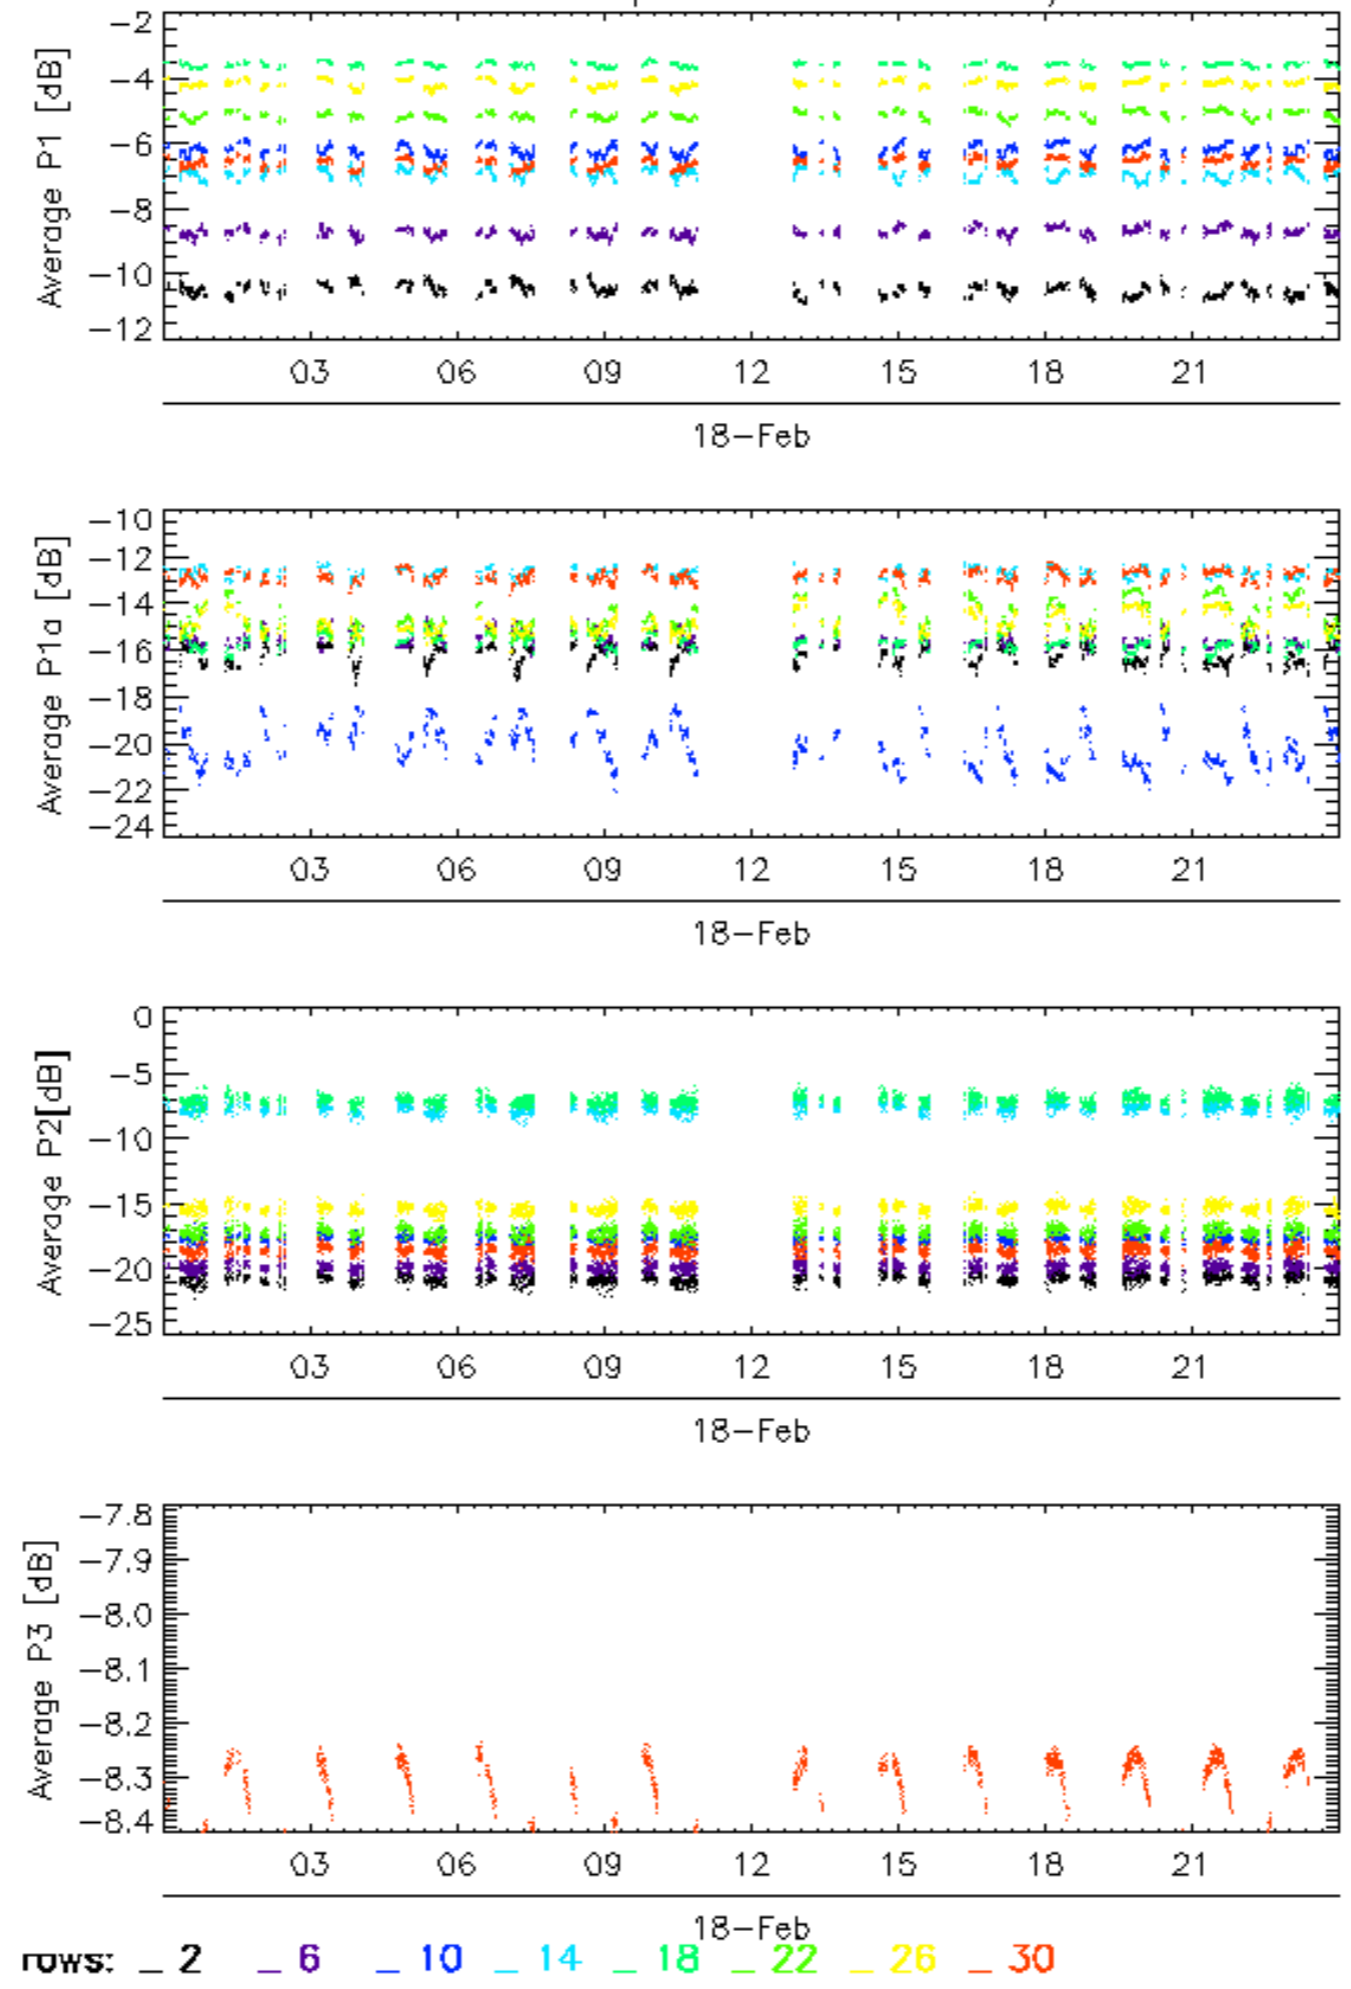 Average P1 [dB]
-2
-4
-6
-8
-10
-12
03 06 09 12 15 18 21
18-Feb
Average P1a [dB]
-10
-12
-14
-16
-18
-20
-22
-24
03 06 09 12 15 18 21
18-Feb
Average P2[dB]
0
-5
-10
-15
-20
-25
03 06 09 12 15 18 21
18-Feb
Average P3 [dB]
-7.8
-7.9
-8.0
-8.1
-8.2
-8.3
-8.4
03 06 09 12 15 18 21
18-Feb
rows: _ 2 _ 6 _ 10 _ 14 _ 18 _ 22 _ 26 _ 30